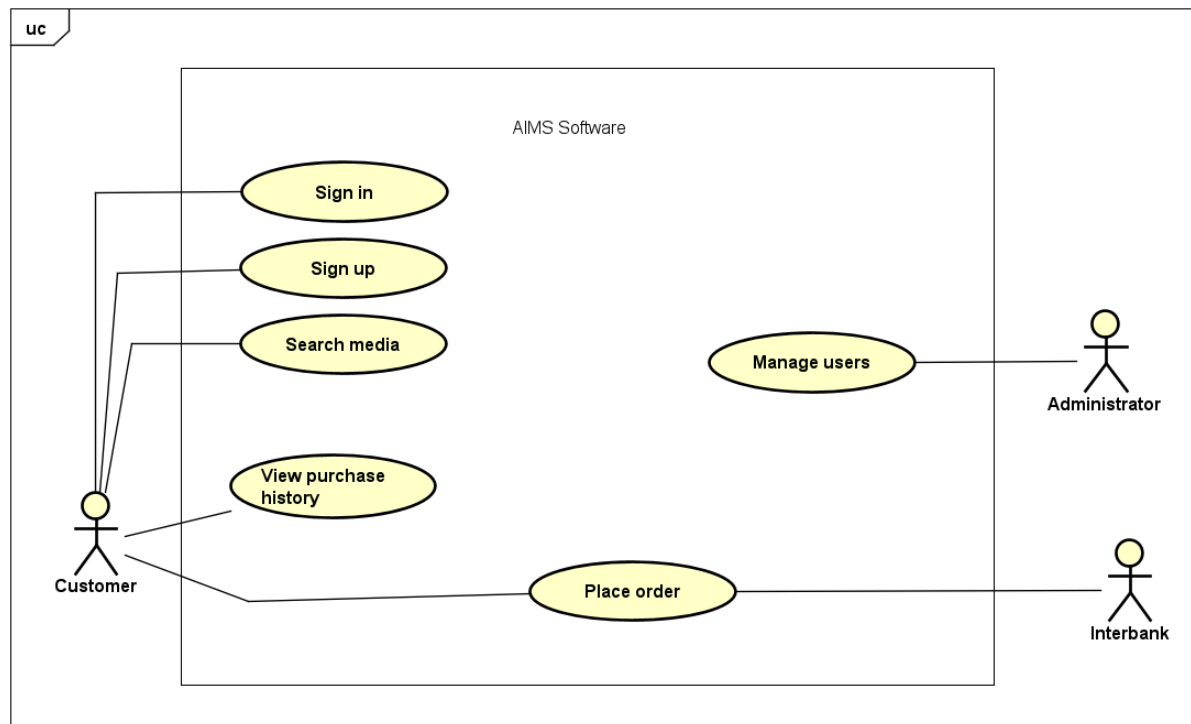 uc
AIMS Software
Sign in
Sign up
Search media
Manage users
Administrator
View purchase
history
Customer
Place order
Interbank